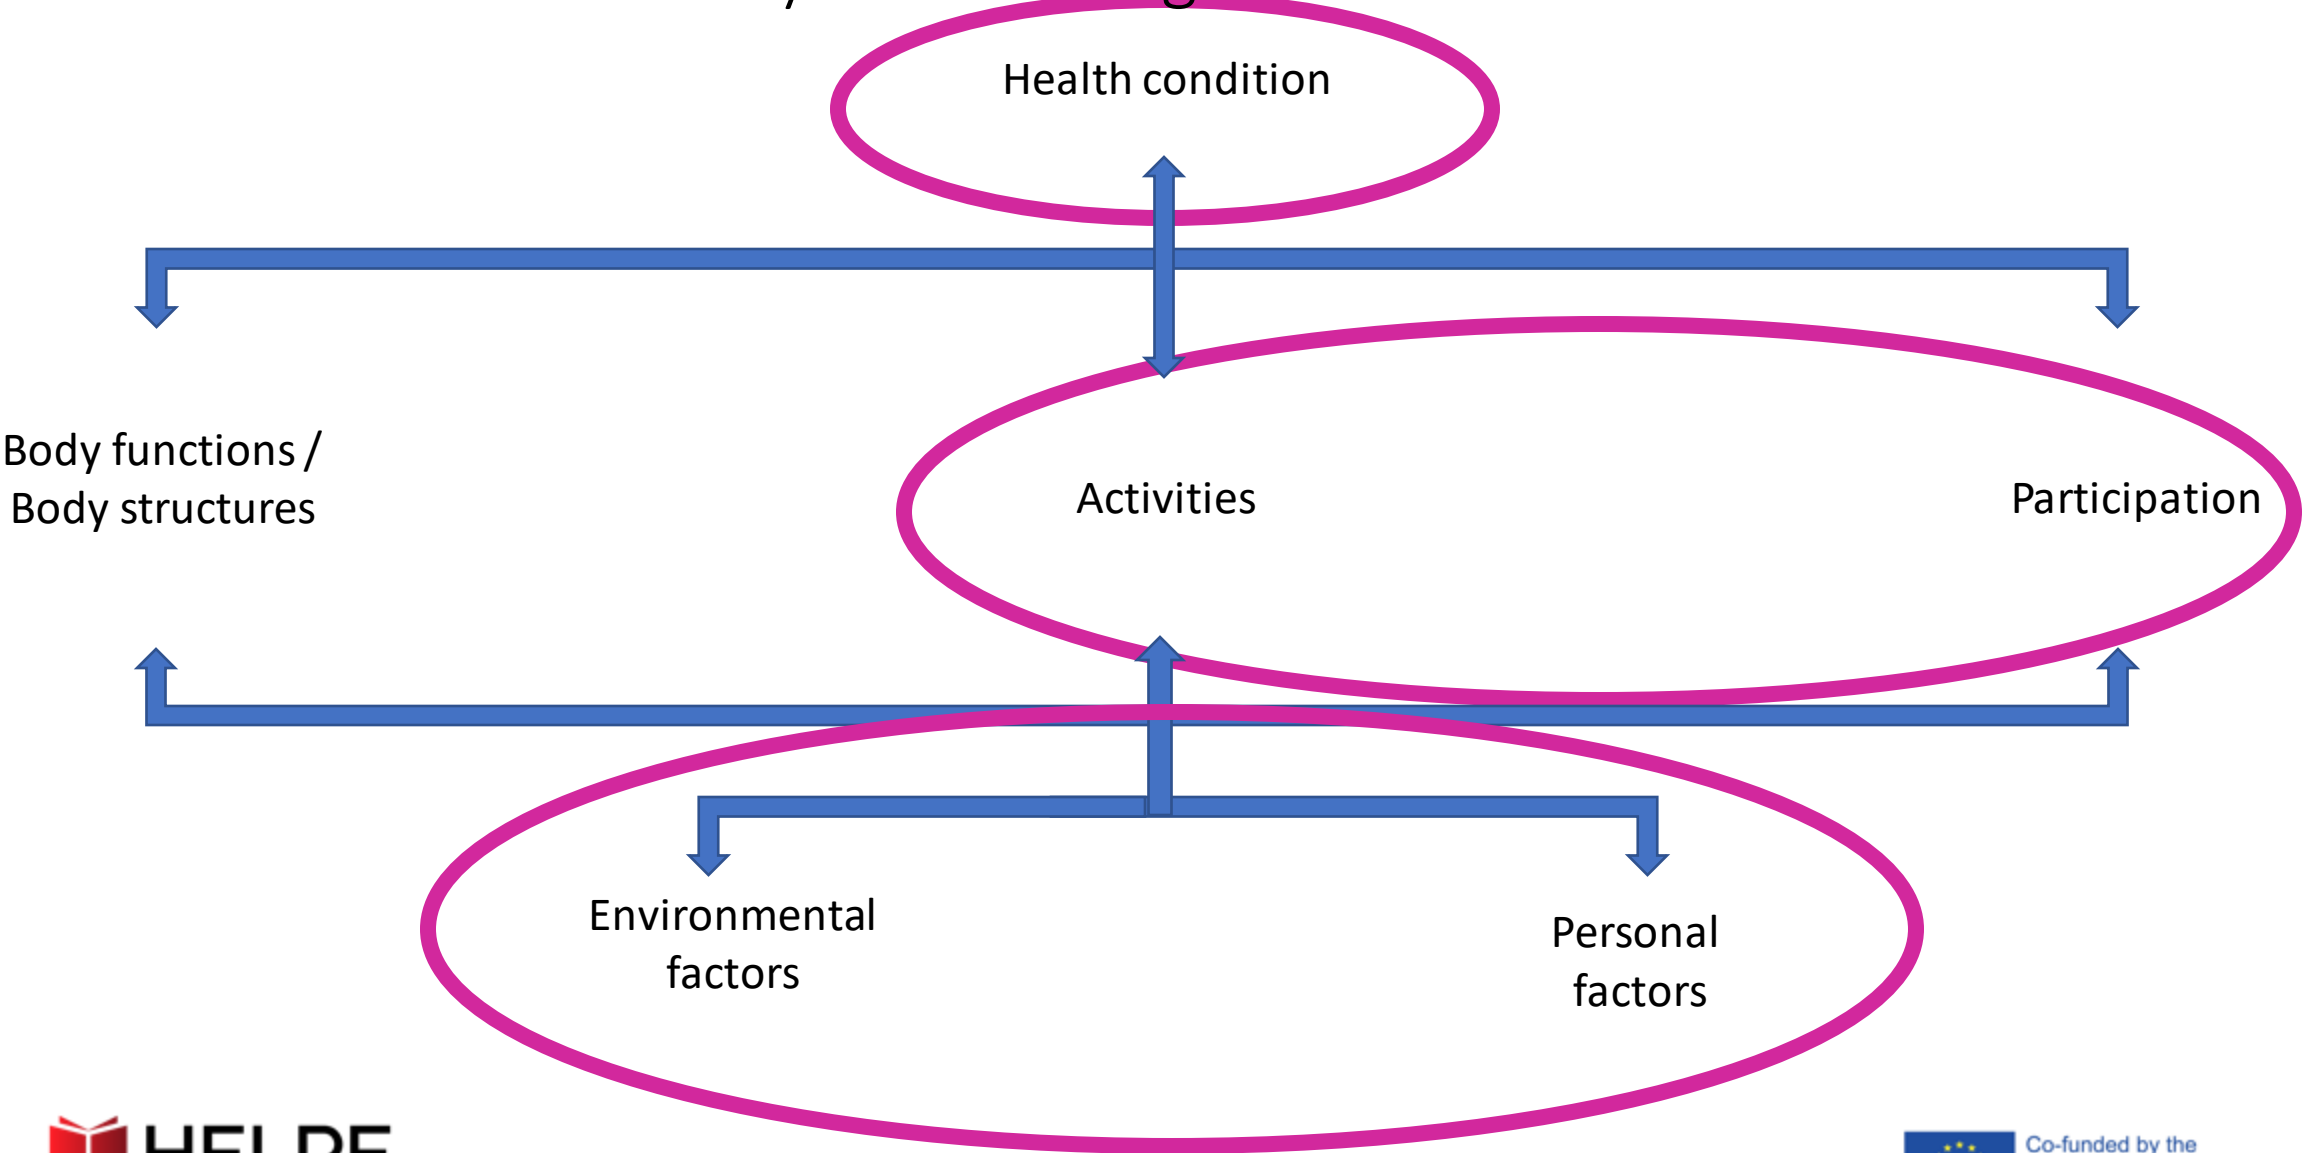 Health condition
Body functions /
Body structures
Activities
Participation
Environmental
factors
Personal
factors
Co-funded by the